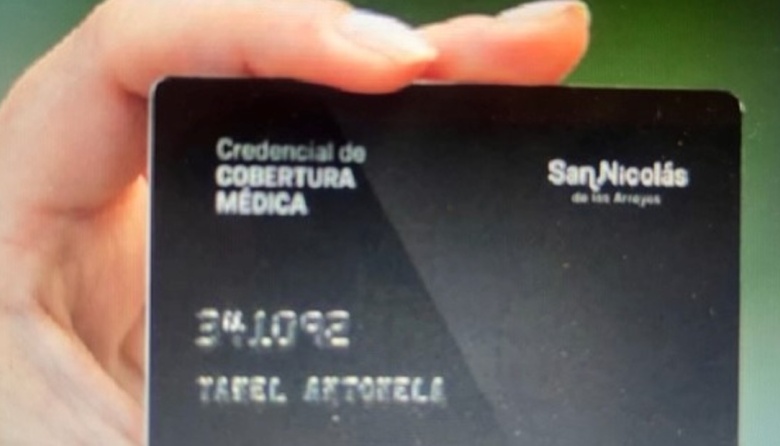 Credencial de
COBERTURA
MÉDICA
San Nicolás
de los Arroyos
ANTONELA